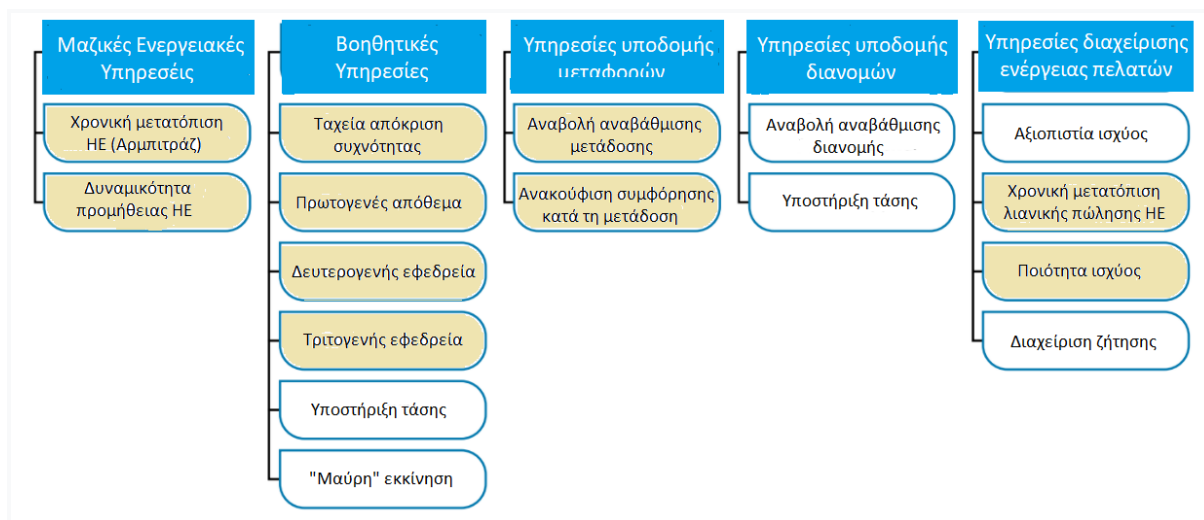 Μαζικές Ενεργειακές
Υπηρεσέις
Χρονική μετατόπιση
ΗΕ (Αρμπιτράζ)
Δυναμικότητα
προμήθειας ΗΕ
Βοηθητικές
Υπηρεσίες
Ταχεία απόκριση
συχνότητας
Πρωτογενές απόθεμα
Δευτερογενής εφεδρεία
Τριτογενής εφεδρεία
Υποστήριξη τάσης
"Μαύρη" εκκίνηση
Υπηρεσίες υποδομής
μεταφορών
Αναβολή αναβάθμισης
μετάδοσης
Ανακούφιση συμφόρησης
κατά τη μετάδοση
Υπηρεσίες υποδομής
διανομών
Αναβολή αναβάθμισης
διανομής
Υποστήριξη τάσης
Υπηρεσίες διαχείρισης
ενέργειας πελατών
Αξιοπιστία ισχύος
Χρονική μετατόπιση
λιανικής πώλησης ΗΕ
Ποιότητα ισχύος
Διαχείριση ζήτησης